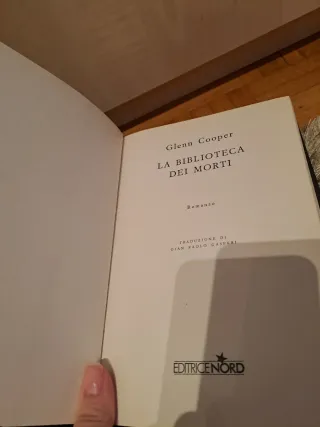 Glenn Cooper
LA BIBLIOTECA
DEI MORTI
Romanzo
TRADUZIONE DI
GIAN PAOLO GASPERI
EDITRICE NORD